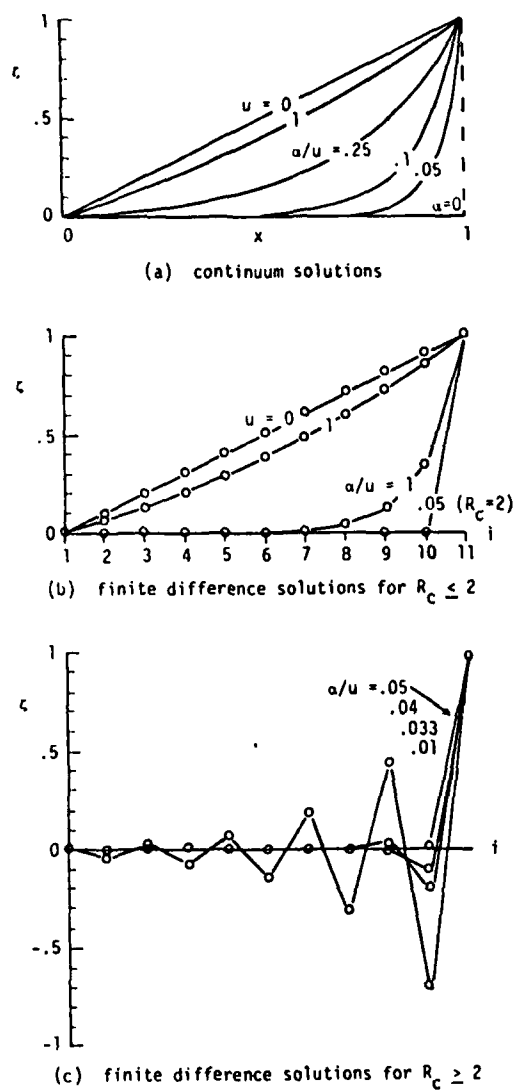 1
ζ
.5
0
u = 0
1
α/u = .25
.1
.05
α=0
0
x
1
(a) continuum solutions
1
ζ
.5
0
u = 0
1
α/u = 1
.05 (R_c=2)
i
1 2 3 4 5 6 7 8 9 10 11
(b) finite difference solutions for R_c ≤ 2
1
ζ
.5
0
-.5
-1
α/u = .05
.04
.033
.01
i
(c) finite difference solutions for R_c ≥ 2